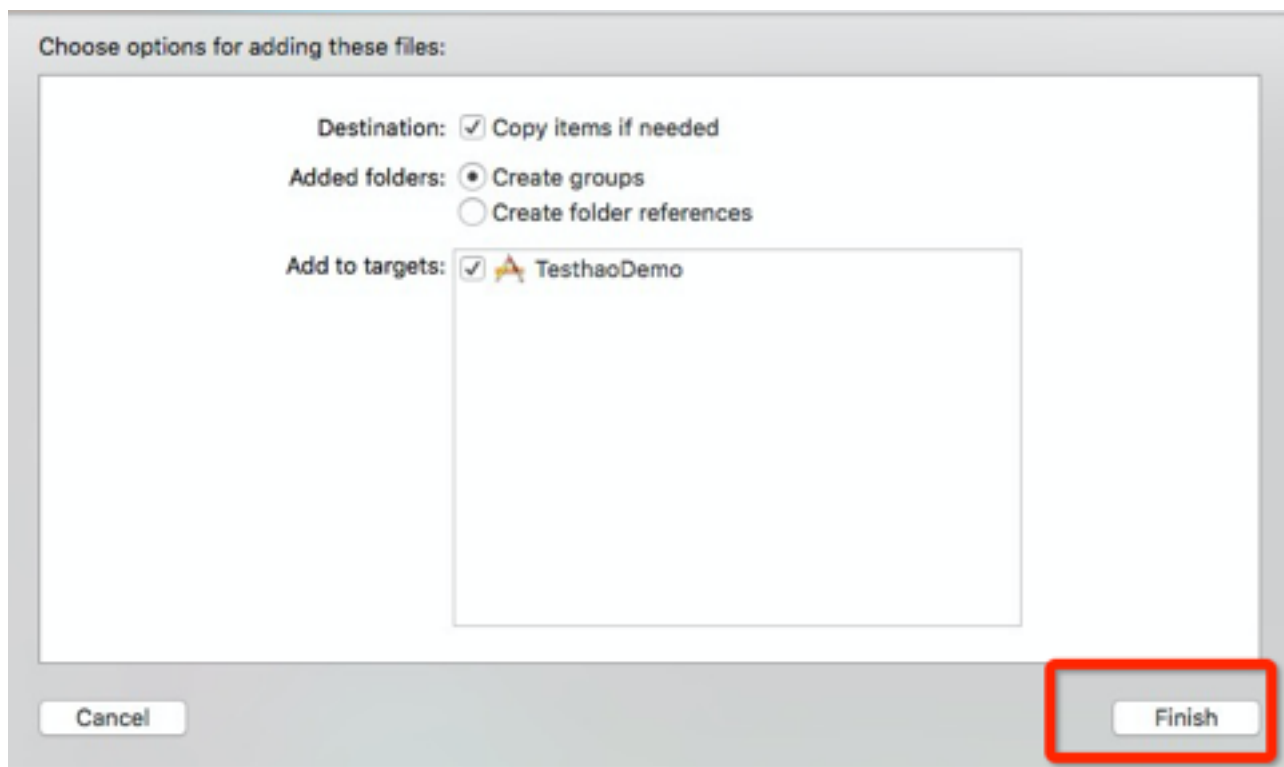 Choose options for adding these files:
Destination: Copy items if needed
Added folders: Create groups
Create folder references
Add to targets: TesthaoDemo
Cancel Finish